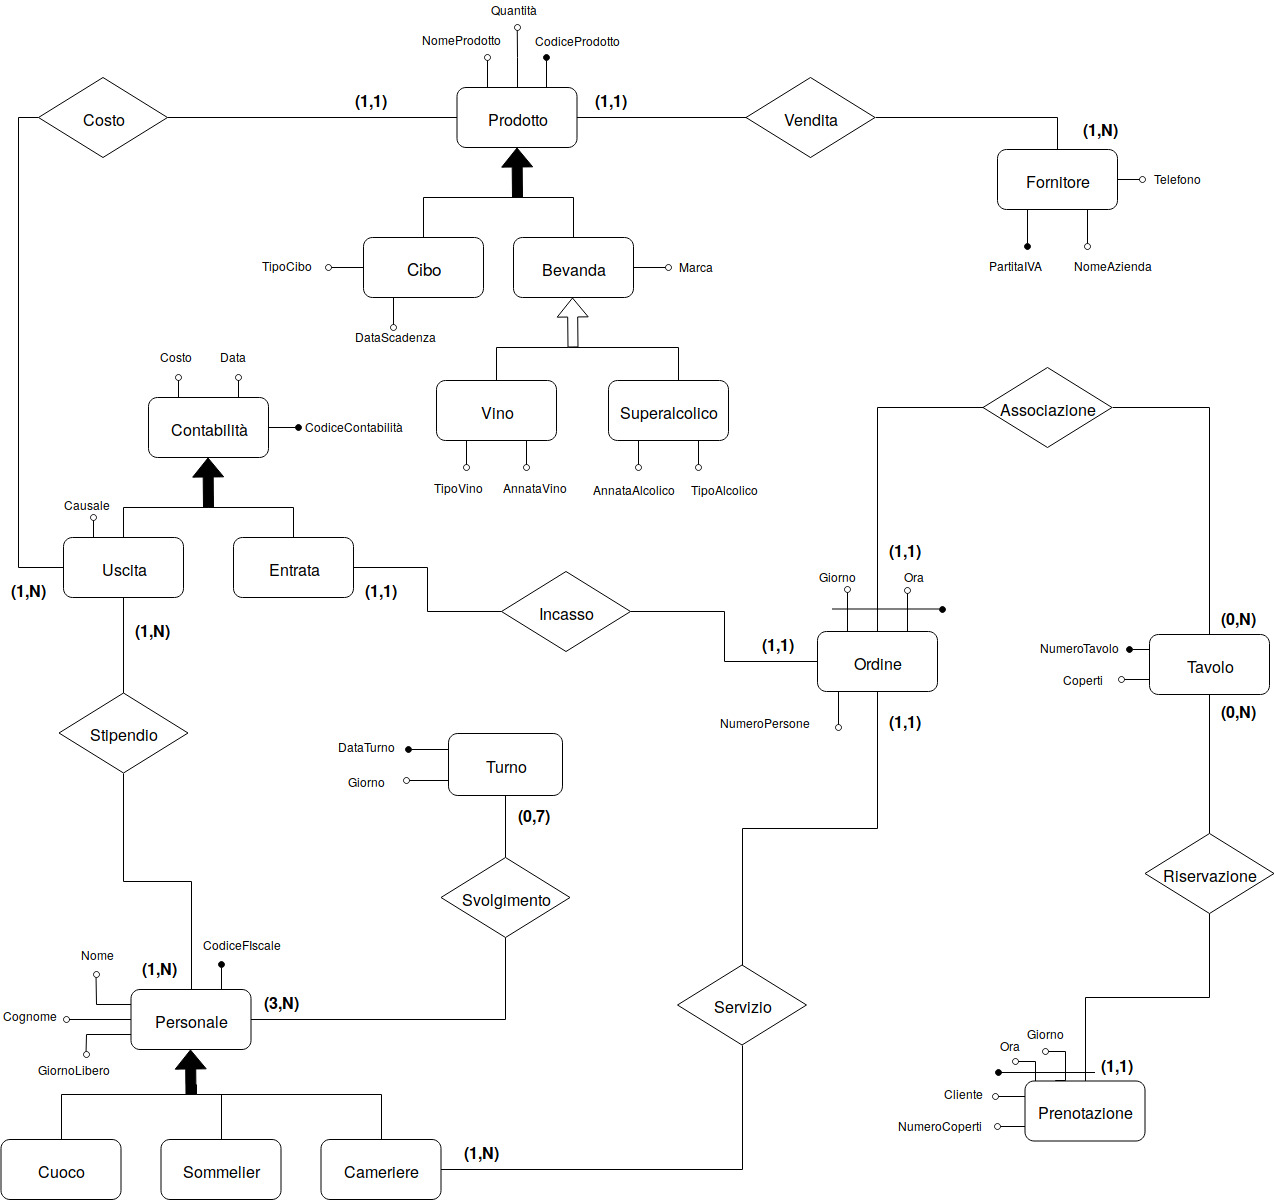 Quantità
NomeProdotto
CodiceProdotto
Costo
(1,1)
Prodotto
(1,1)
Vendita
(1,N)
Fornitore
Telefono
PartitaIVA
NomeAzienda
TipoCibo
Cibo
Bevanda
Marca
DataScadenza
Costo
Data
Contabilità
CodiceContabilità
Vino
Superalcolico
TipoVino
AnnataVino
AnnataAlcolico
TipoAlcolico
Associazione
Causale
Uscita
Entrata
(1,N)
(1,1)
(1,N)
Incasso
(1,1)
Giorno
Ora
(1,1)
Ordine
NumeroPersone
(1,1)
(0,N)
NumeroTavolo
Coperti
Tavolo
(0,N)
Stipendio
DataTurno
Giorno
Turno
(0,7)
Svolgimento
Riservazione
Nome
(1,N)
CodiceFIscale
Cognome
Personale
(3,N)
GiornoLibero
Servizio
Giorno
Ora
(1,1)
Cliente
NumeroCoperti
Prenotazione
Cuoco
Sommelier
Cameriere
(1,N)